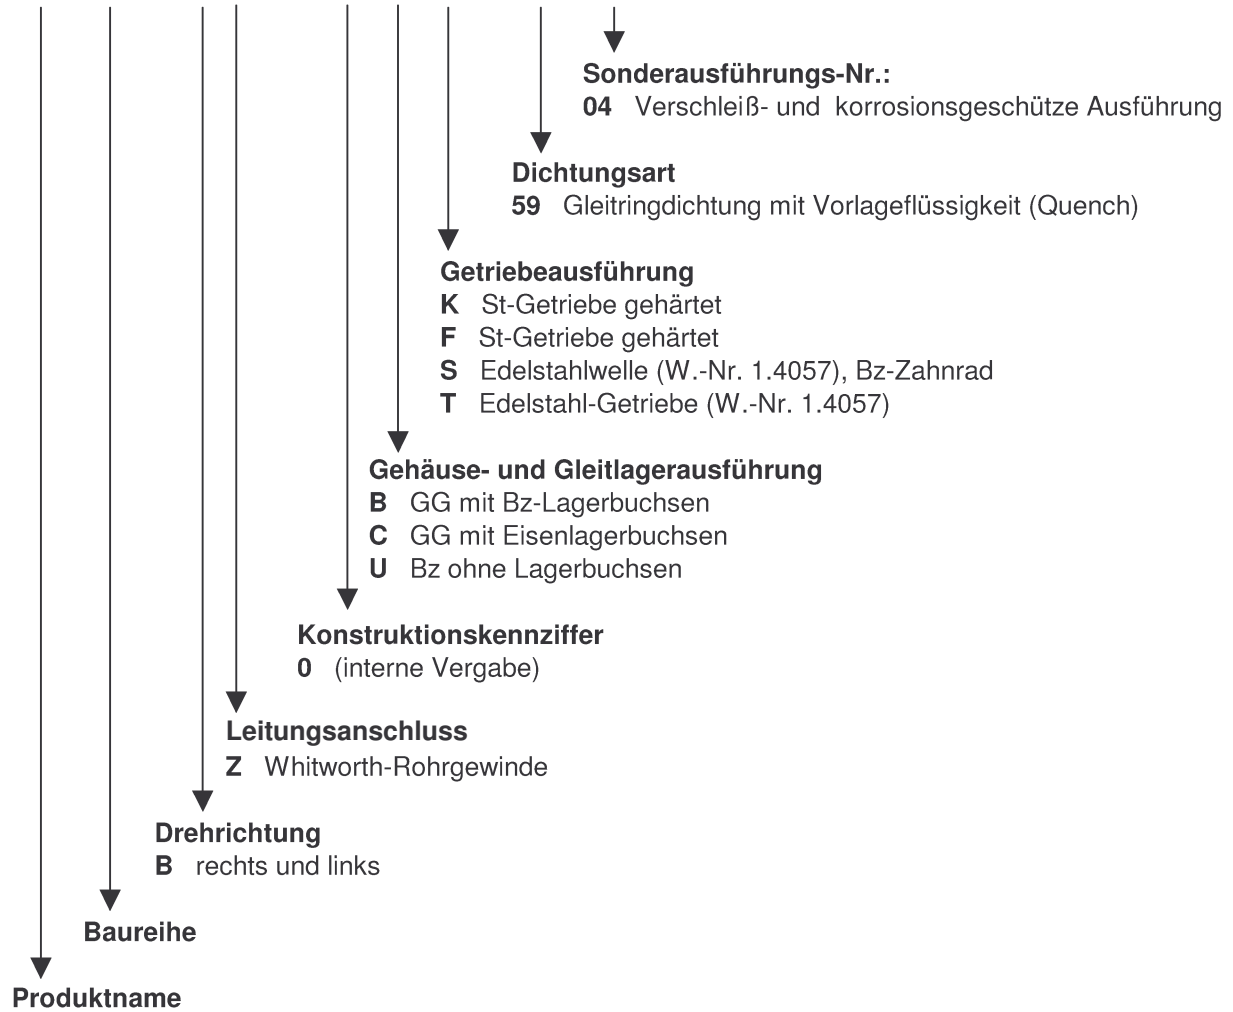 Sonderausführungs-Nr.:
04 Verschleiß- und korrosionsgeschütze Ausführung
Dichtungsart
59 Gleitringdichtung mit Vorlageflüssigkeit (Quench)
Getriebeausführung
K St-Getriebe gehärtet
F St-Getriebe gehärtet
S Edelstahlwelle (W.-Nr. 1.4057), Bz-Zahnrad
T Edelstahl-Getriebe (W.-Nr. 1.4057)
Gehäuse- und Gleitlagerausführung
B GG mit Bz-Lagerbuchsen
C GG mit Eisenlagerbuchsen
U Bz ohne Lagerbuchsen
Konstruktionskennziffer
0 (interne Vergabe)
Leitungsanschluss
Z Whitworth-Rohrgewinde
Drehrichtung
B rechts und links
Baureihe
Produktname